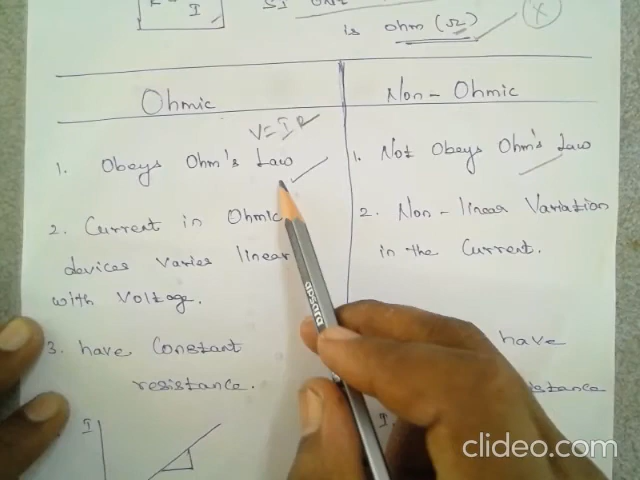 I
SI
is ohm (Ω)
Ohmic
Non - Ohmic
V=IR
1. Obeys Ohm's Law
1. Not Obeys Ohm's Law
2. Current in Ohmic
devices varies linear
with Voltage.
2. Non - linear Variation
in the Current.
3. have Constant
resistance.
have
I
absara
clideo.com